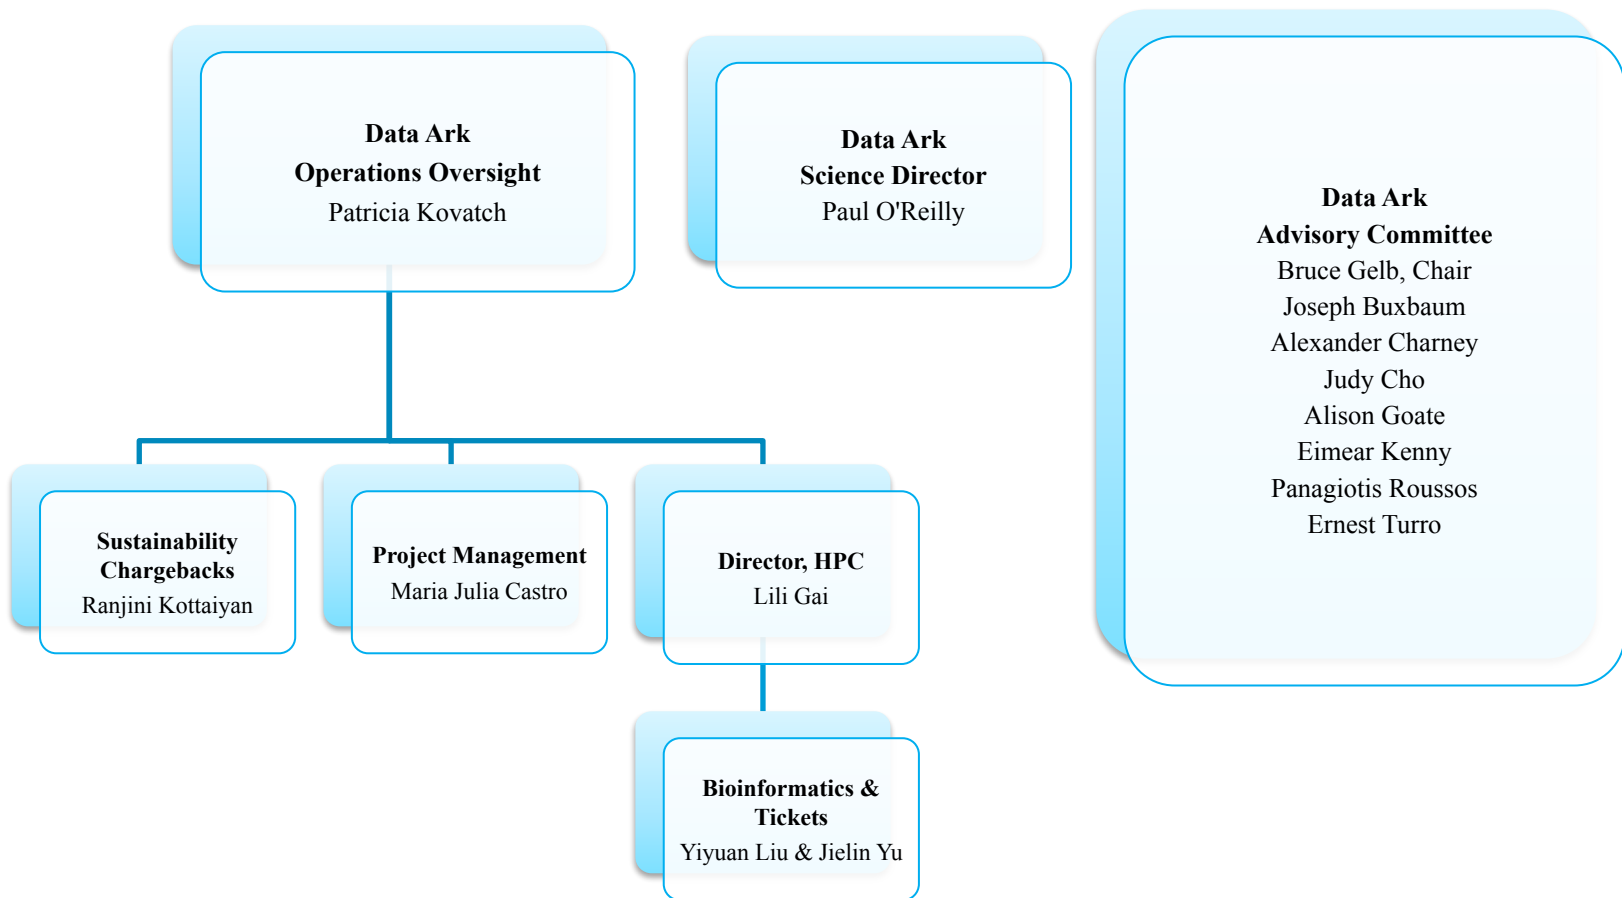 Data Ark
Operations Oversight
Patricia Kovatch
Data Ark
Science Director
Paul O'Reilly
Data Ark
Advisory Committee
Bruce Gelb, Chair
Joseph Buxbaum
Alexander Charney
Judy Cho
Alison Goate
Eimear Kenny
Panagiotis Roussos
Ernest Turro
Sustainability
Chargebacks
Ranjini Kottaiyan
Project Management
Maria Julia Castro
Director, HPC
Lili Gai
Bioinformatics &
Tickets
Yiyuan Liu & Jielin Yu